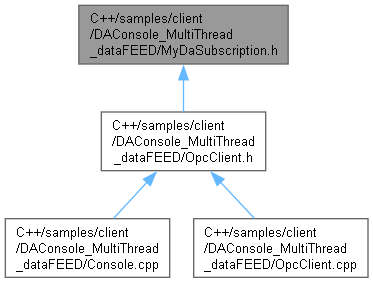 C++/samples/client
/DAConsole_MultiThread
_dataFEED/MyDaSubscription.h
C++/samples/client
/DAConsole_MultiThread
_dataFEED/OpcClient.h
C++/samples/client
/DAConsole_MultiThread
_dataFEED/Console.cpp
C++/samples/client
/DAConsole_MultiThread
_dataFEED/OpcClient.cpp